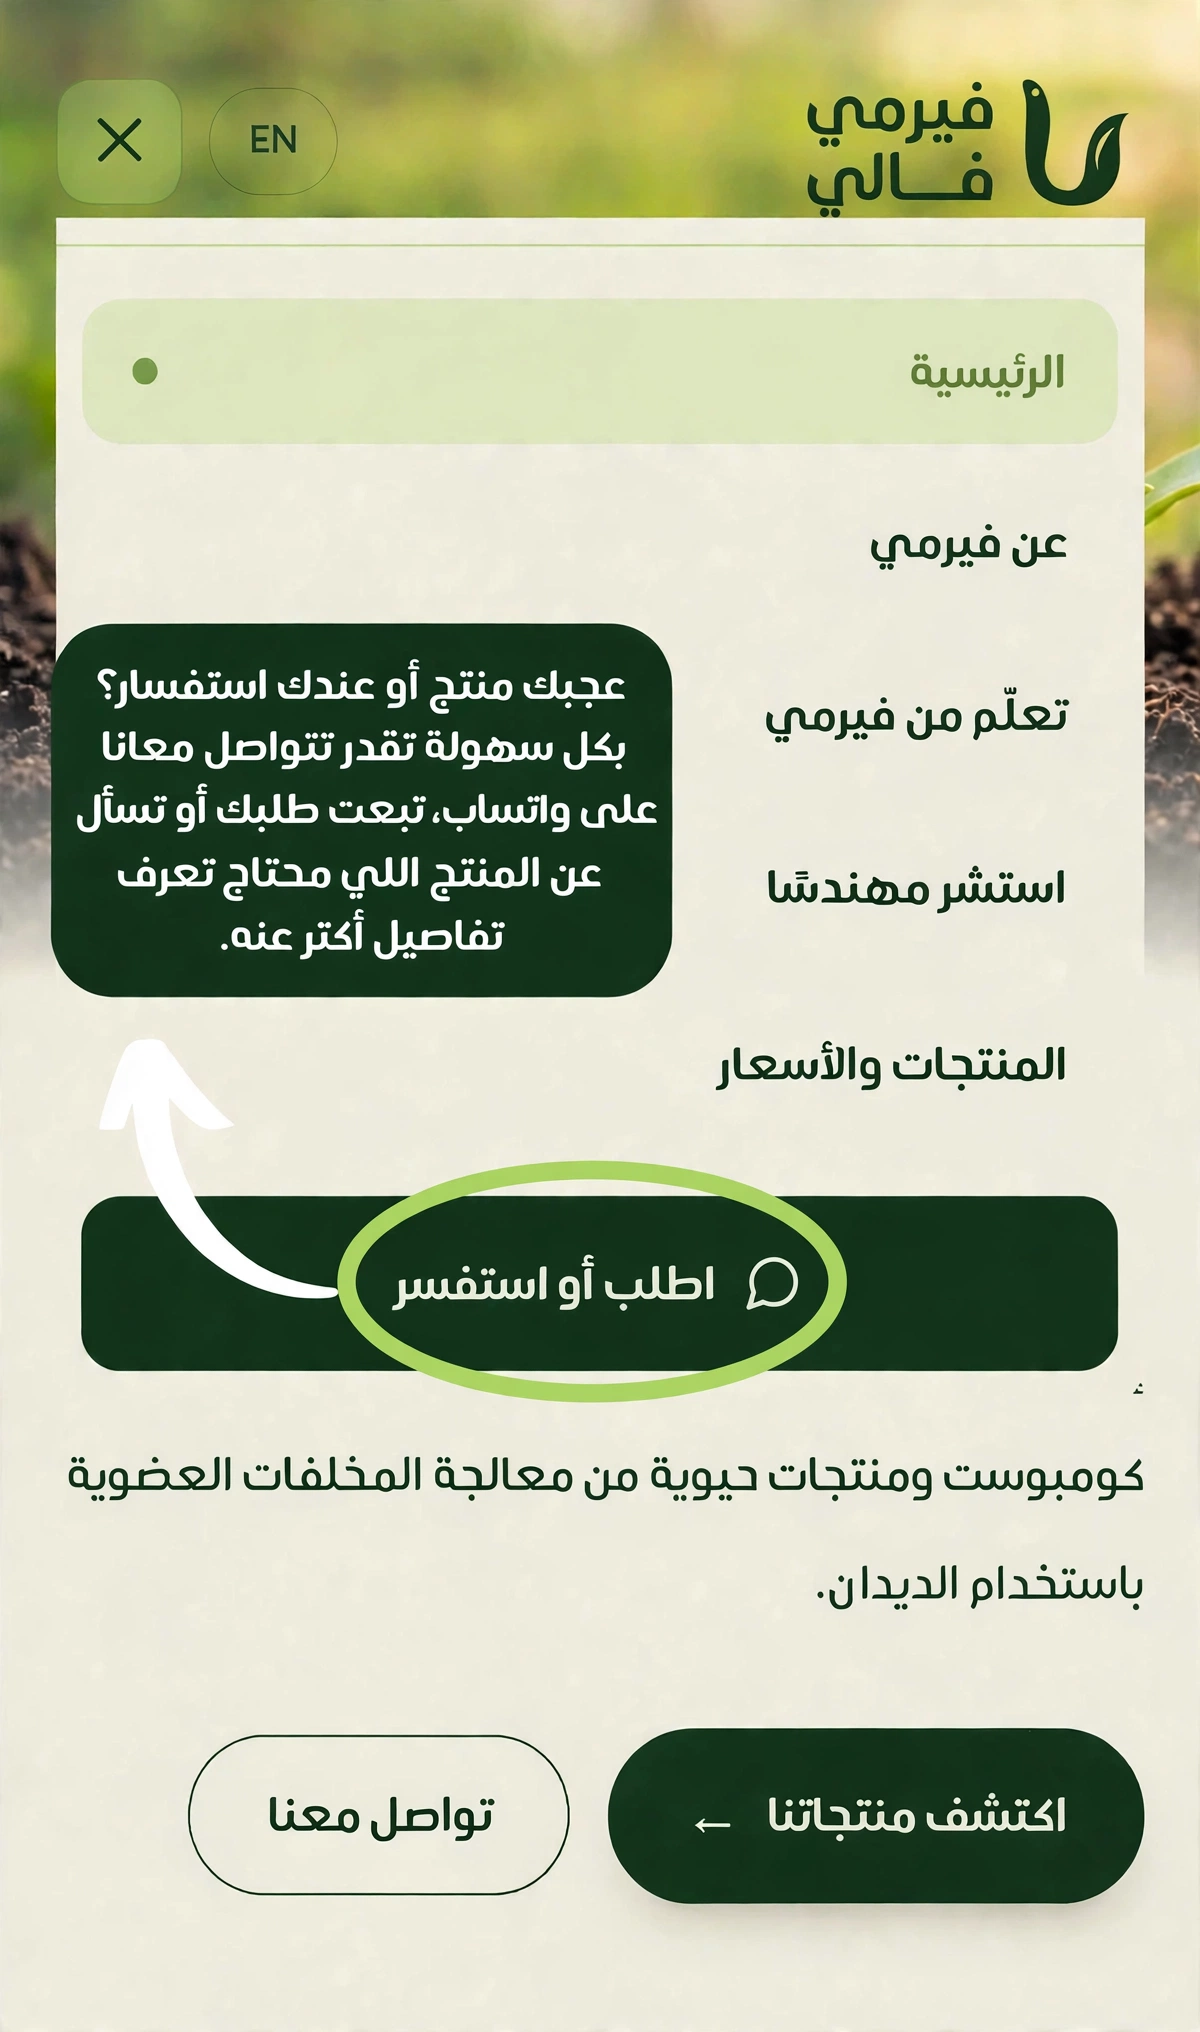 فيرمي
فالي
EN
الرئيسية
عن فيرمي
تعلّم من فيرمي
استشر مهندسًا
المنتجات والأسعار
عجبك منتج أو عندك استفسار؟
بكل سهولة تقدر تتواصل معانا
على واتساب، تبعت طلبك أو تسأل
عن المنتج اللي محتاج تعرف
تفاصيل أكتر عنه.
اطلب أو استفسر
كومبوست ومنتجات حيوية من معالجة المخلفات العضوية
باستخدام الديدان.
اكتشف منتجاتنا ←
تواصل معنا